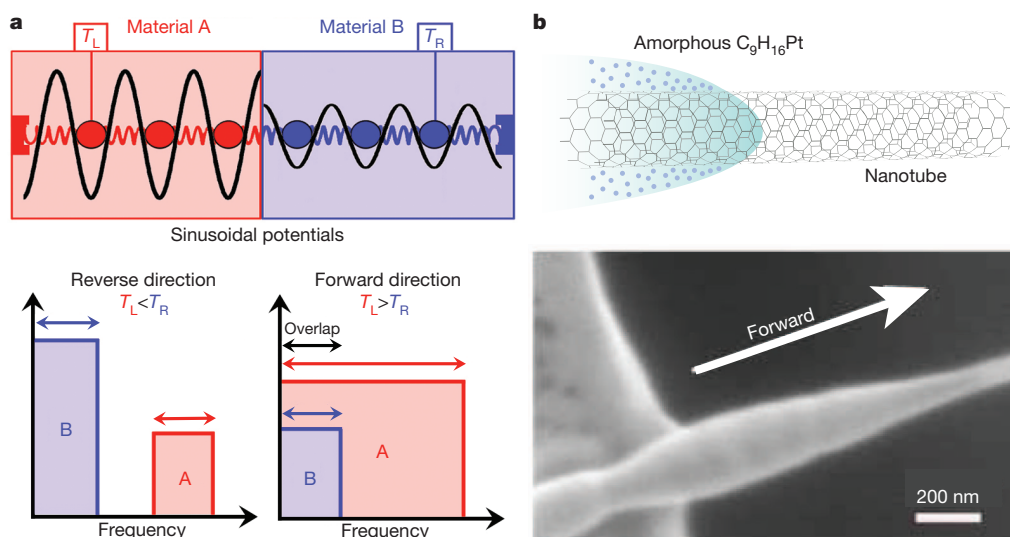 a
Material A
Material B
T_L
T_R
Sinusoidal potentials
Reverse direction
T_L<T_R
B
A
Frequency
Forward direction
T_L>T_R
Overlap
A
B
Frequency
b
Amorphous C₉H₁₆Pt
Nanotube
Forward
200 nm